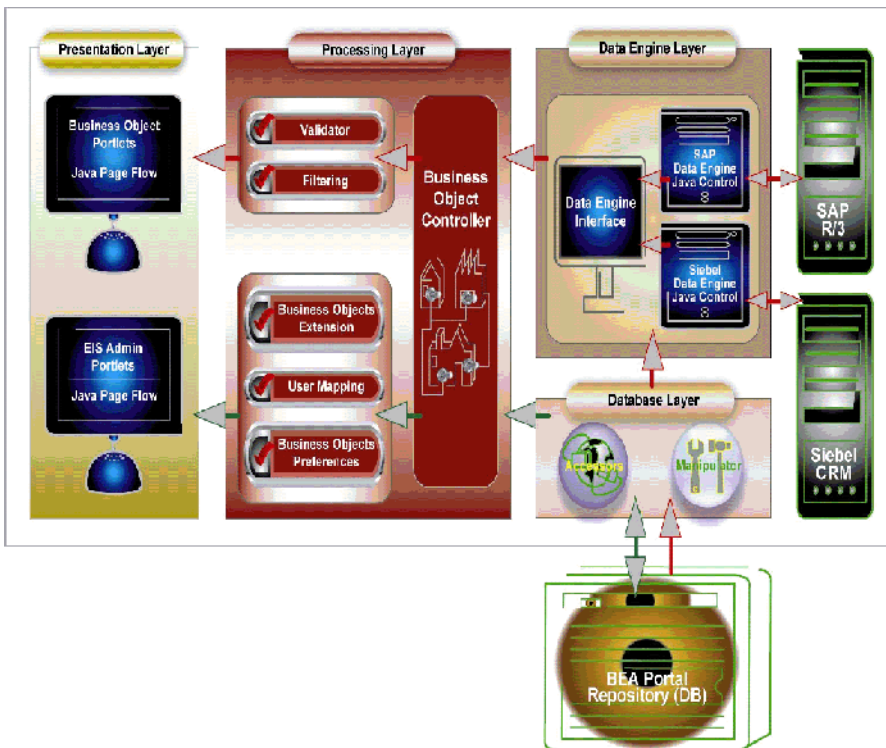 Presentation Layer
Processing Layer
Data Engine Layer
Business Object
Portlets
Java Page Flow
EIS Admin
Portlets
Java Page Flow
Validator
Filtering
Business Objects
Extension
User Mapping
Business Objects
Preferences
Business
Object
Controller
Data Engine
Interface
SAP
Data Engine
Java Control
8
Siebel
Data Engine
Java Control
8
SAP
R/3
Siebel
CRM
Database Layer
Accessors
Manipulator
BEA Portal
Repository (DB)